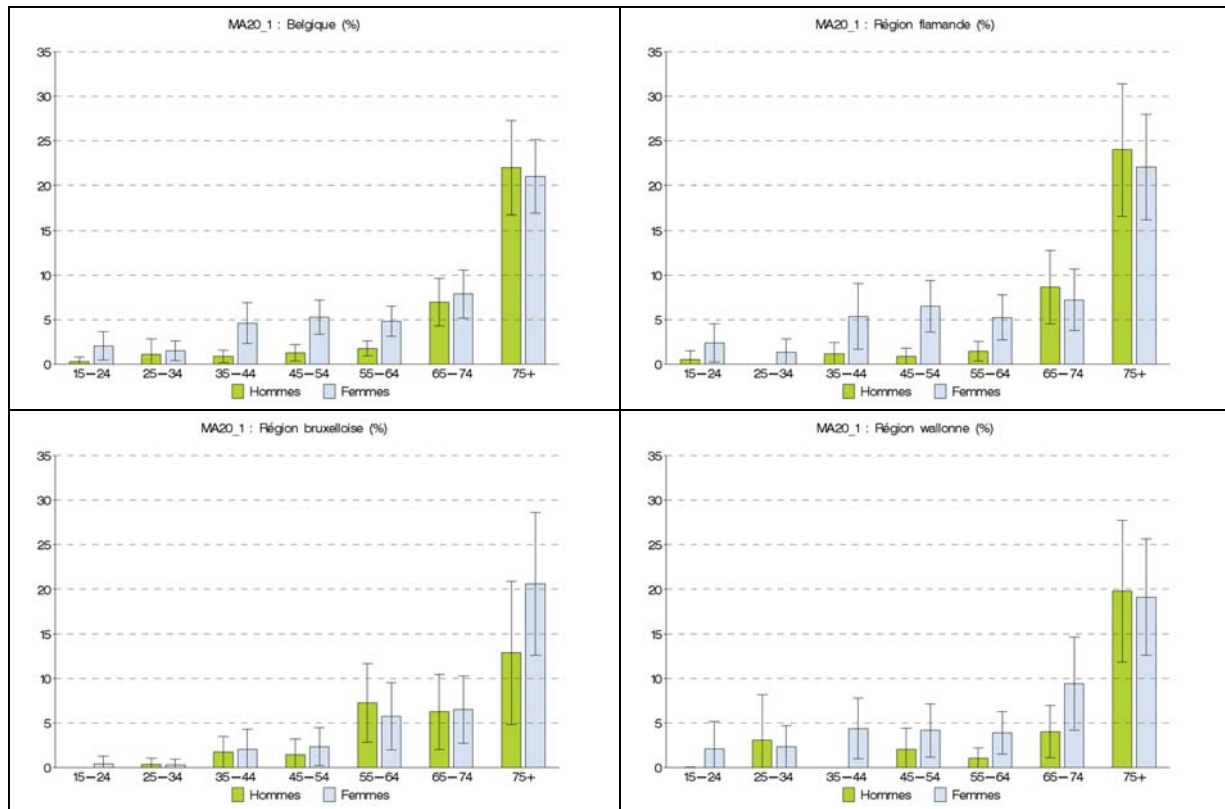 MA20_1 : Belgique (%)
35
30
25
20
15
10
5
0
15-24 25-34 35-44 45-54 55-64 65-74 75+
Hommes Femmes
MA20_1 : Région flamande (%)
35
30
25
20
15
10
5
0
15-24 25-34 35-44 45-54 55-64 65-74 75+
Hommes Femmes
MA20_1 : Région bruxelloise (%)
35
30
25
20
15
10
5
0
15-24 25-34 35-44 45-54 55-64 65-74 75+
Hommes Femmes
MA20_1 : Région wallonne (%)
35
30
25
20
15
10
5
0
15-24 25-34 35-44 45-54 55-64 65-74 75+
Hommes Femmes